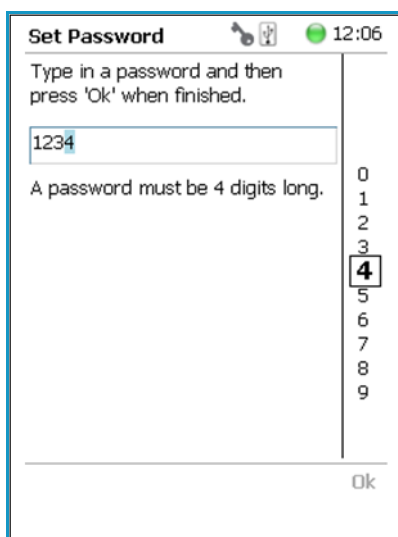 Set Password 12:06
Type in a password and then
press 'Ok' when finished.
1234
A password must be 4 digits long.
0
1
2
3
4
5
6
7
8
9
Ok